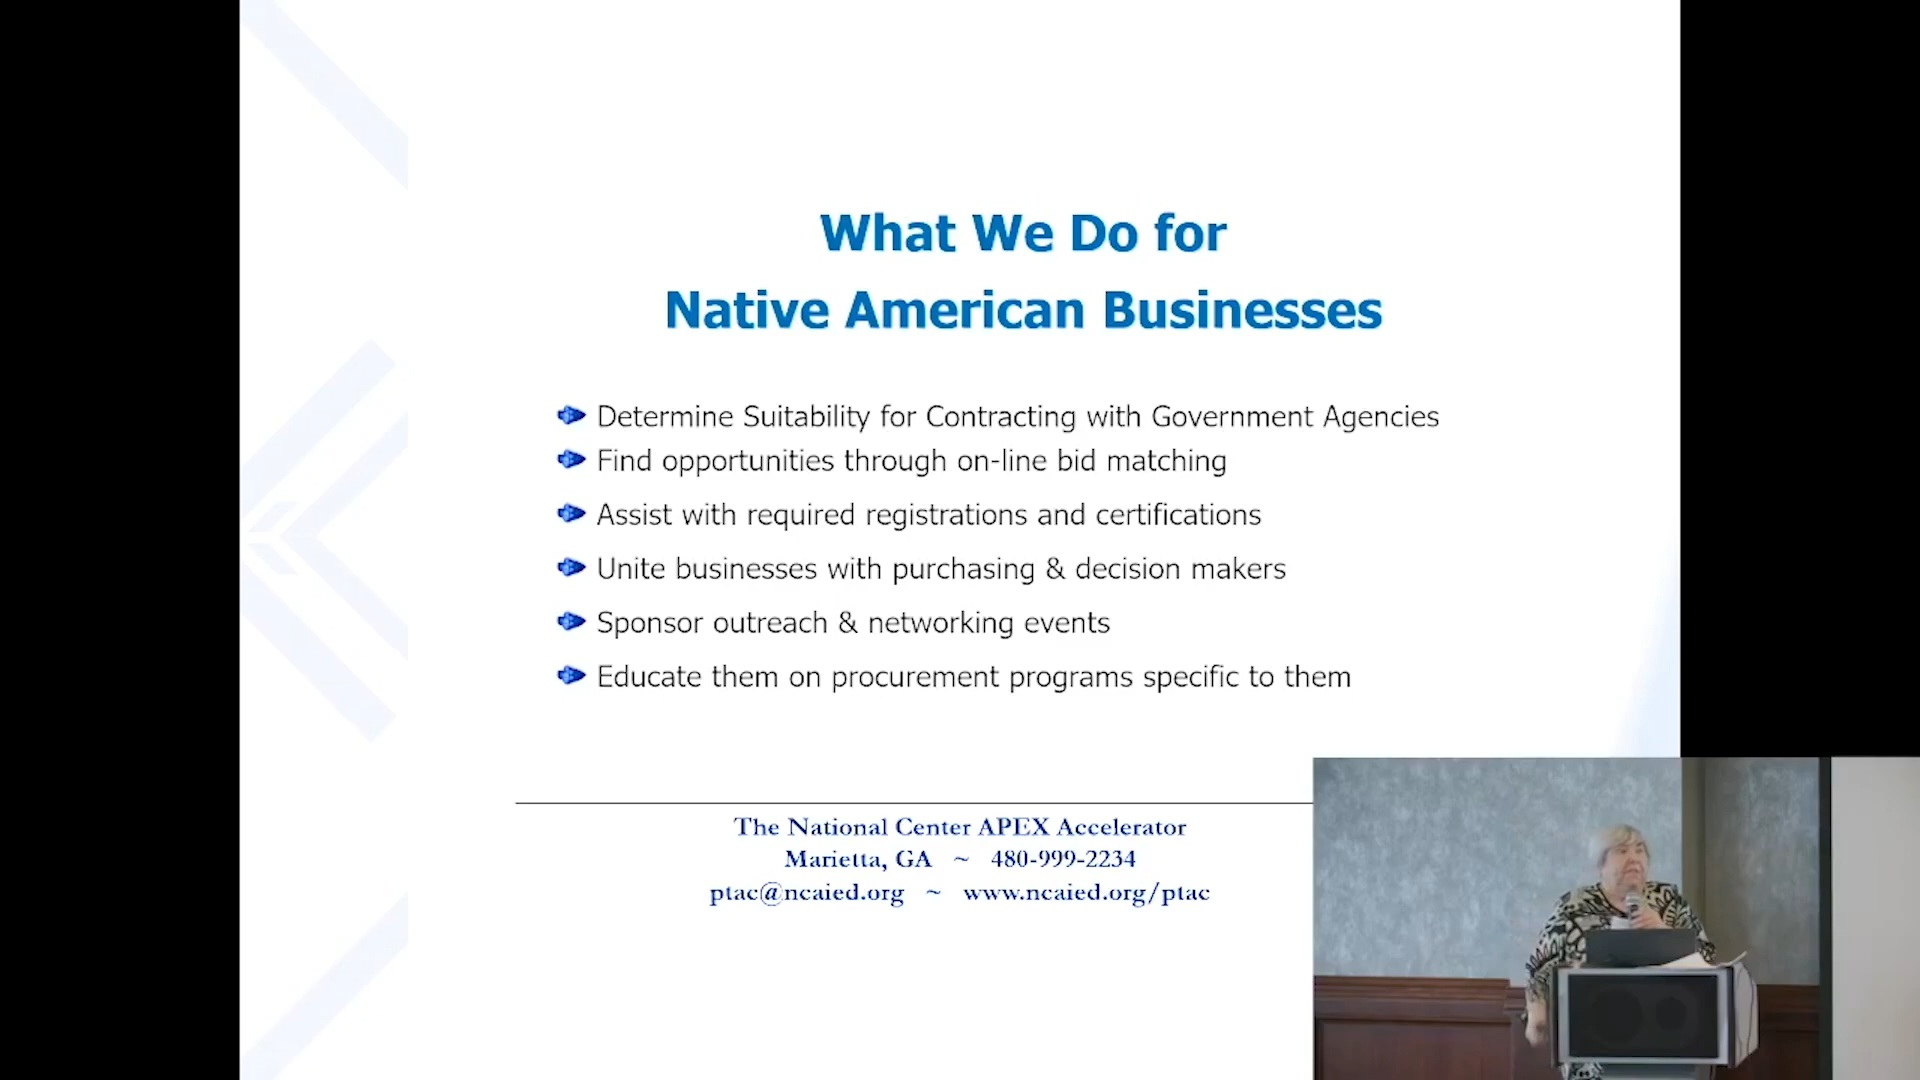 What We Do for
Native American Businesses
Determine Suitability for Contracting with Government Agencies
Find opportunities through on-line bid matching
Assist with required registrations and certifications
Unite businesses with purchasing & decision makers
Sponsor outreach & networking events
Educate them on procurement programs specific to them
The National Center APEX Accelerator
Marietta, GA ~ 480-999-2234
ptac@ncaied.org ~ www.ncaied.org/ptac